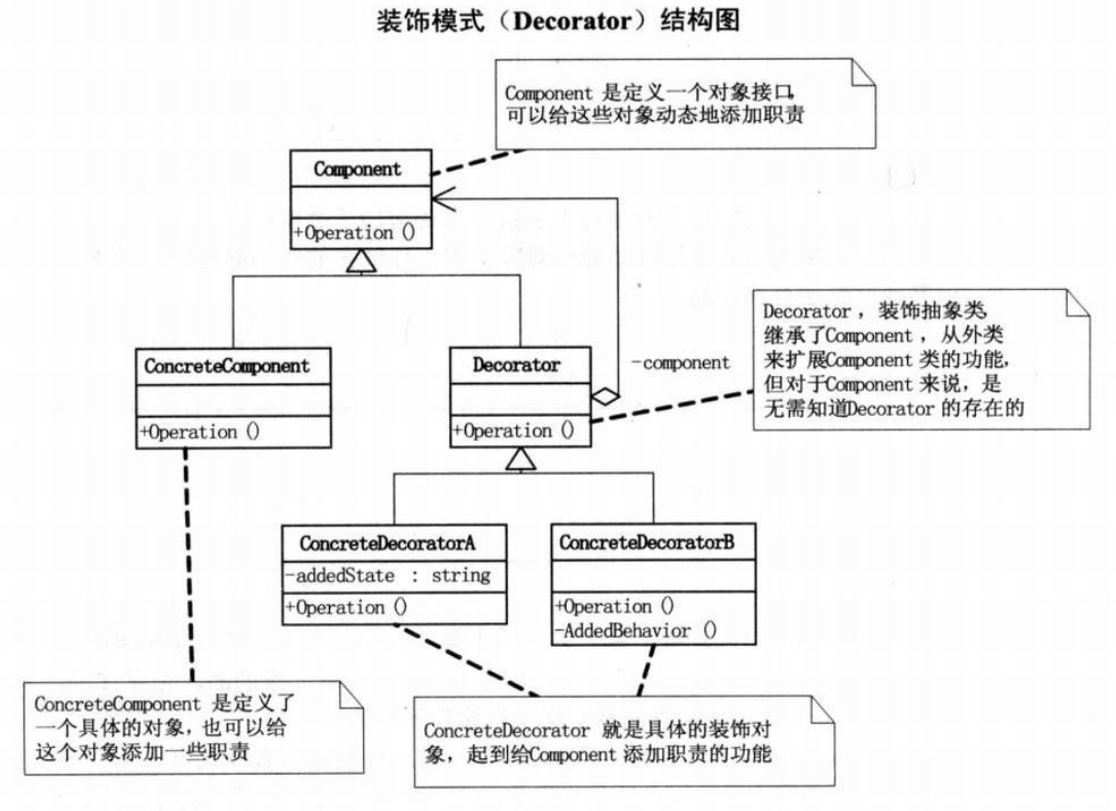 装饰模式（Decorator）结构图
Component 是定义一个对象接口，
可以给这些对象动态地添加职责
Component
+Operation ()
Decorator ，装饰抽象类，
继承了Component ，从外类
来扩展Component 类的功能，
但对于Component 来说，是
无需知道Decorator 的存在的
ConcreteComponent
+Operation ()
Decorator
+Operation ()
-component
ConcreteDecoratorA
-addedState : string
+Operation ()
ConcreteDecoratorB
+Operation ()
-AddedBehavior ()
ConcreteComponent 是定义了
一个具体的对象，也可以给
这个对象添加一些职责
ConcreteDecorator 就是具体的装饰对
象，起到给Component 添加职责的功能